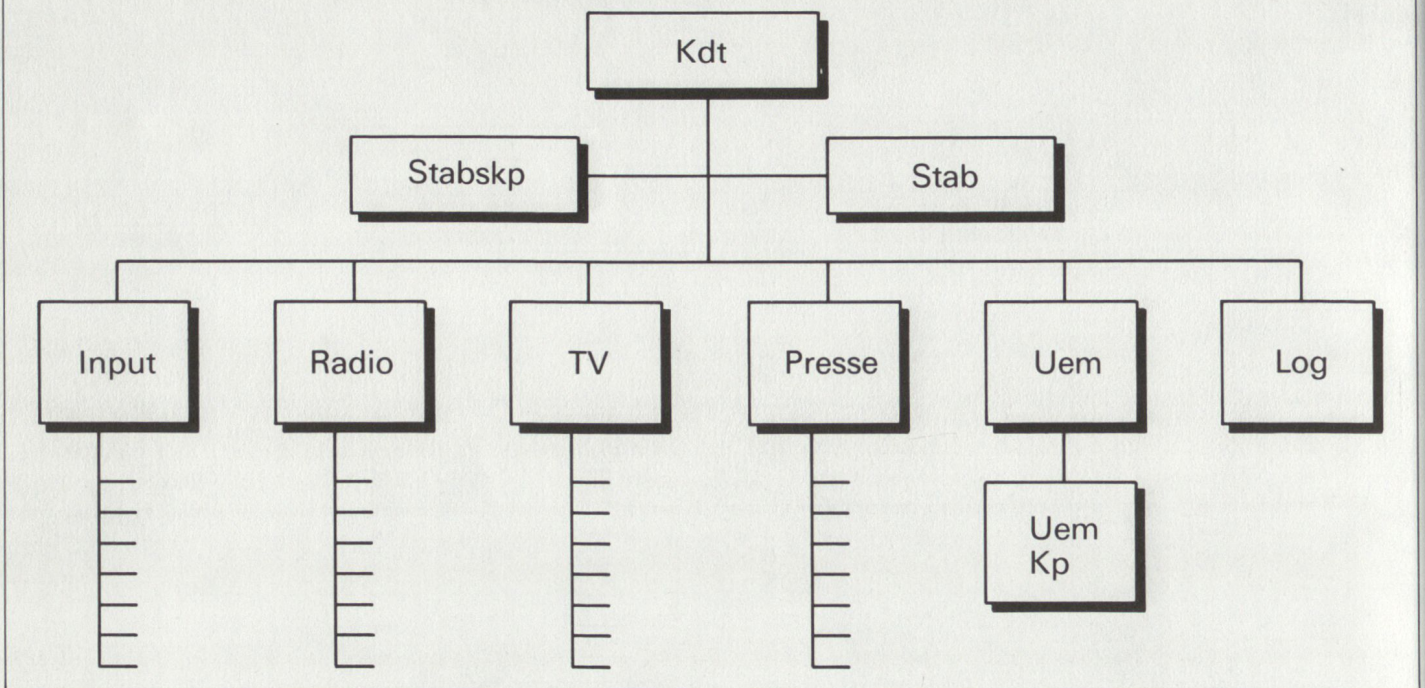 Kdt
Stabskp
Stab
Input
Radio
TV
Presse
Uem
Log
Uem
Kp